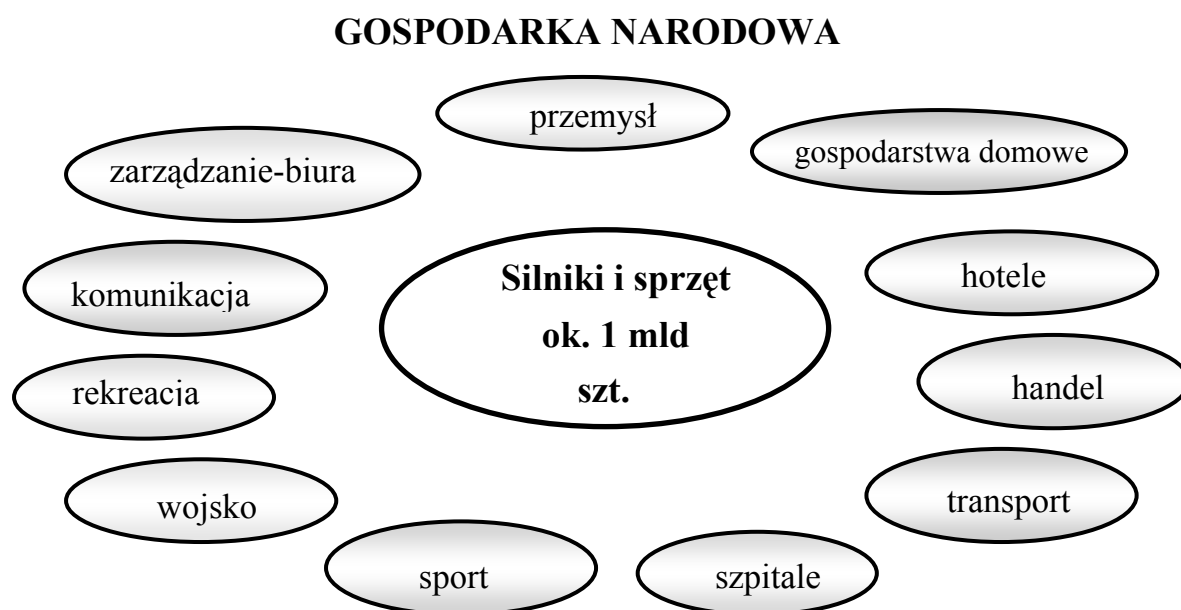 GOSPODARKA NARODOWA
przemysł
gospodarstwa domowe
zarządzanie-biura
Silniki i sprzęt
ok. 1 mld
szt.
hotele
komunikacja
handel
rekreacja
transport
wojsko
sport
szpitale